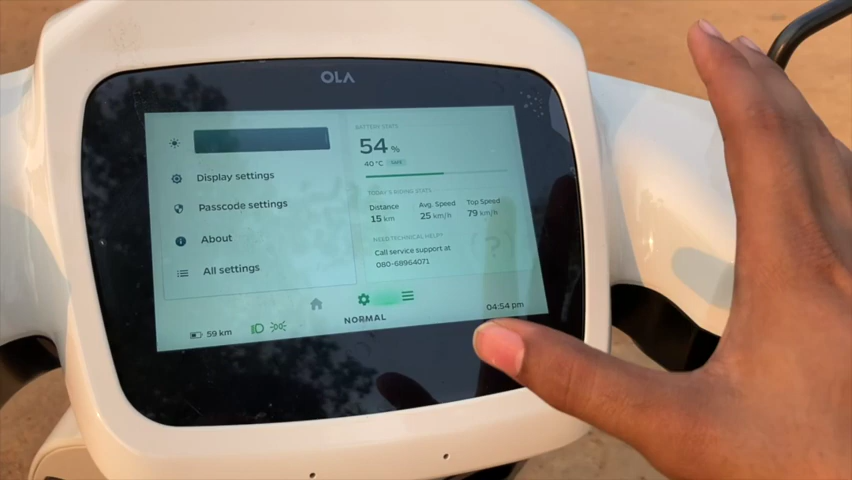 OLA
BATTERY STATS
54 %
40 °C Safe
Display settings
Passcode settings
About
All settings
TODAY'S RIDING STATS
Distance Avg. Speed Top Speed
15 km 25 km/h 79 km/h
NEED TECHNICAL HELP?
Call service support at
080-68964071
?
59 km
NORMAL
04:54 pm